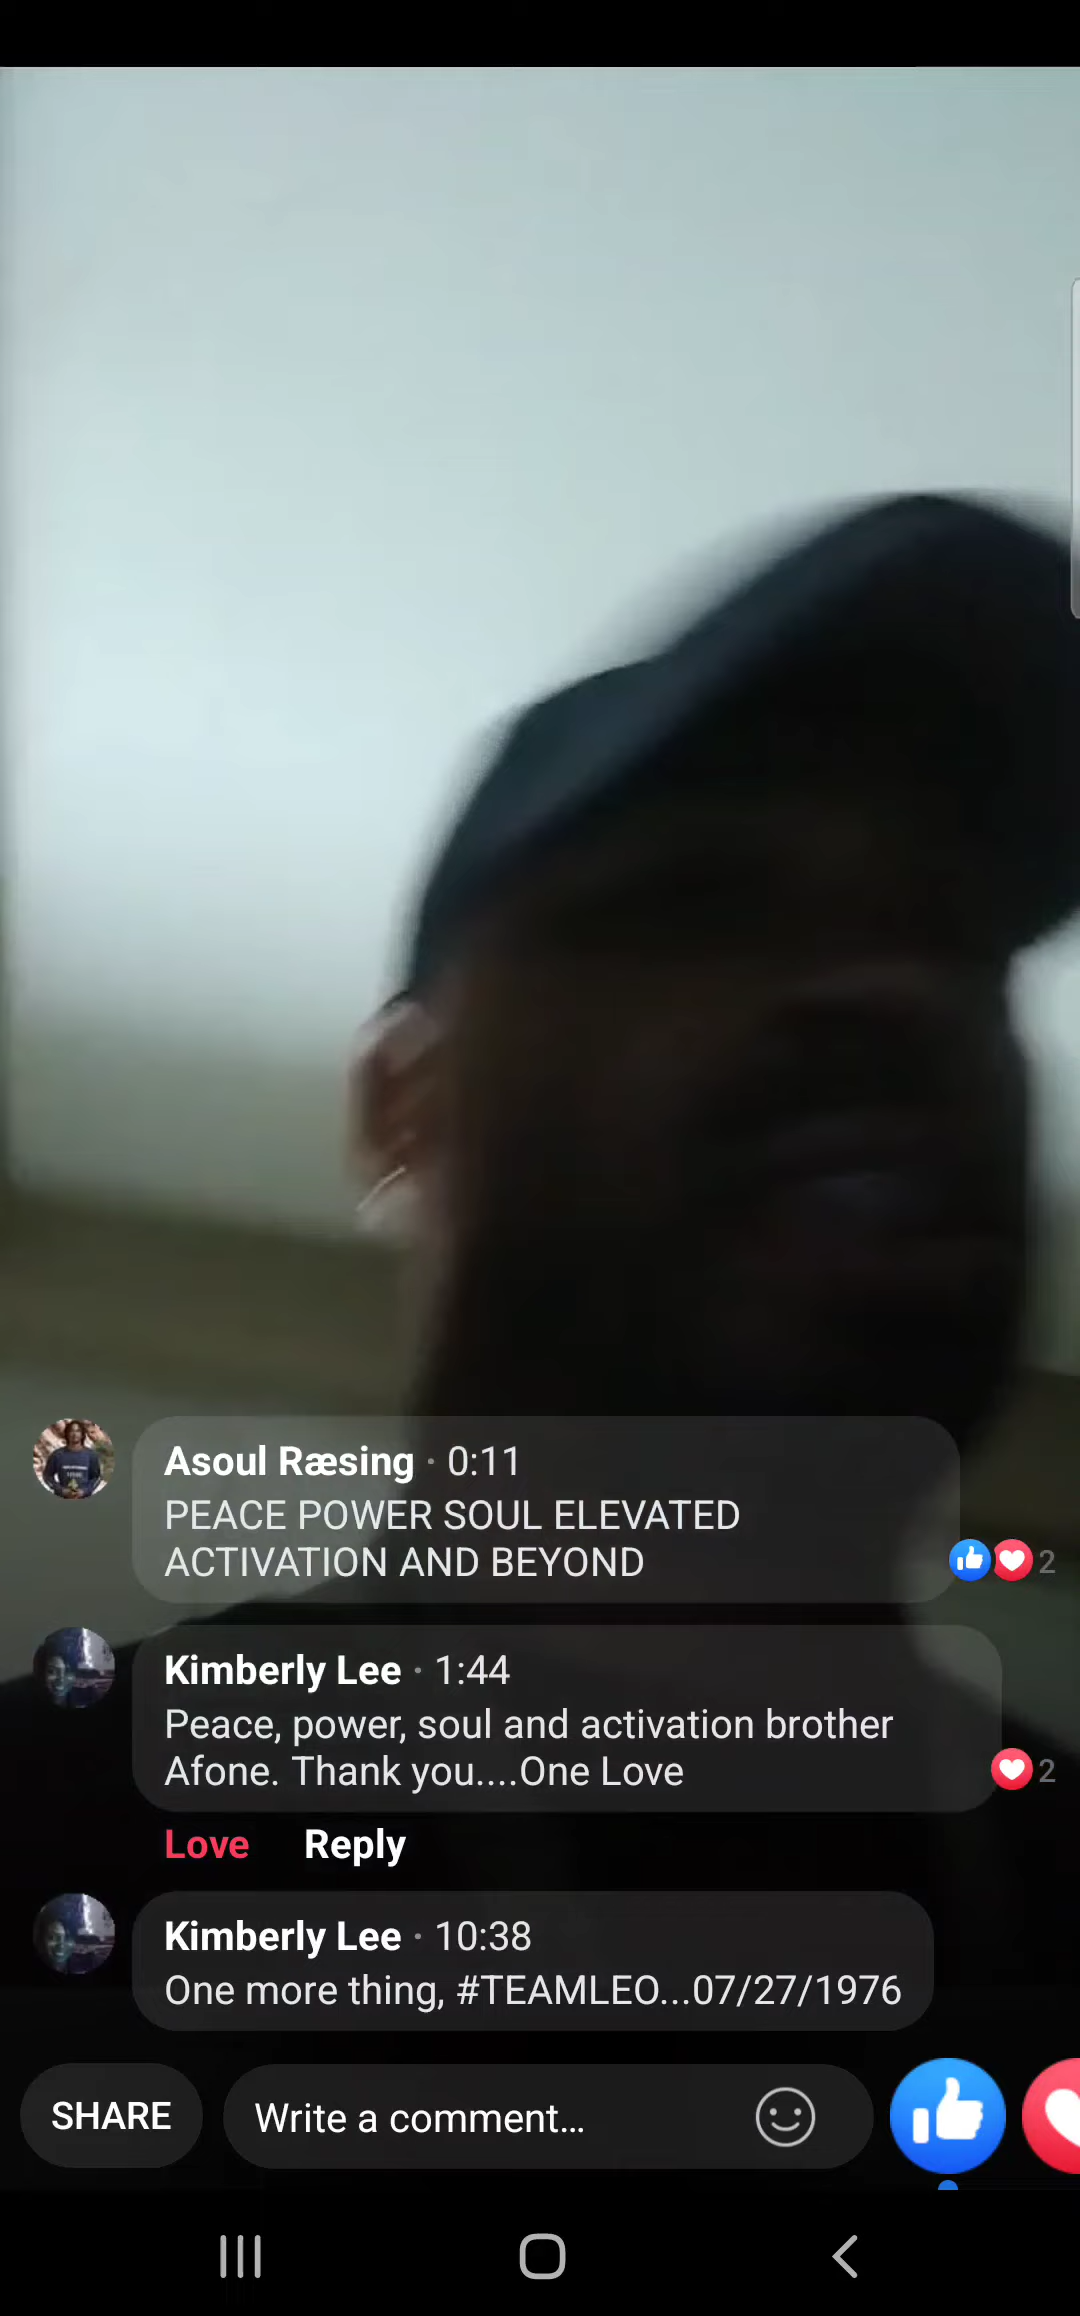 Asoul Ræsing · 0:11
PEACE POWER SOUL ELEVATED
ACTIVATION AND BEYOND
2
Kimberly Lee · 1:44
Peace, power, soul and activation brother
Afone. Thank you....One Love
2
Love Reply
Kimberly Lee · 10:38
One more thing, #TEAMLEO...07/27/1976
SHARE Write a comment...